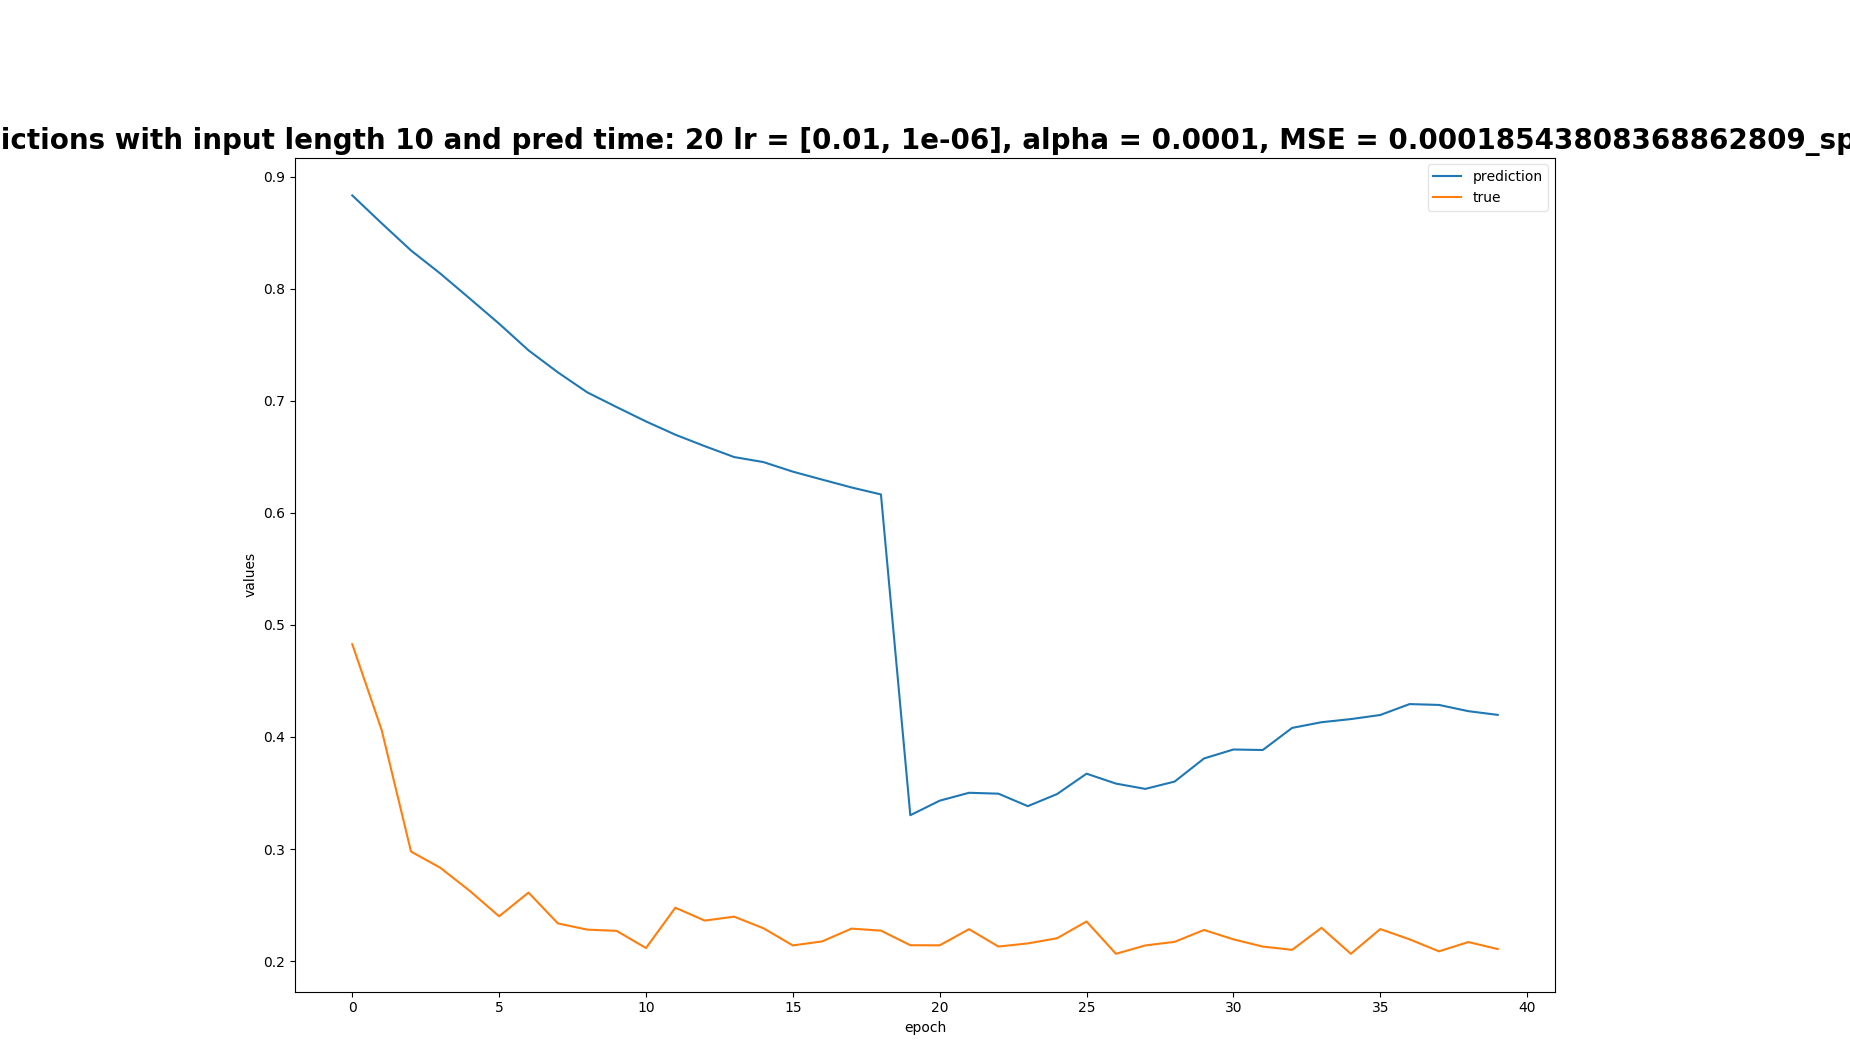 ictions with input length 10 and pred time: 20 lr = [0.01, 1e-06], alpha = 0.0001, MSE = 0.00018543808368862809_sp
prediction
true
0.9
0.8
0.7
0.6
0.5
0.4
0.3
0.2
values
0 5 10 15 20 25 30 35 40
epoch